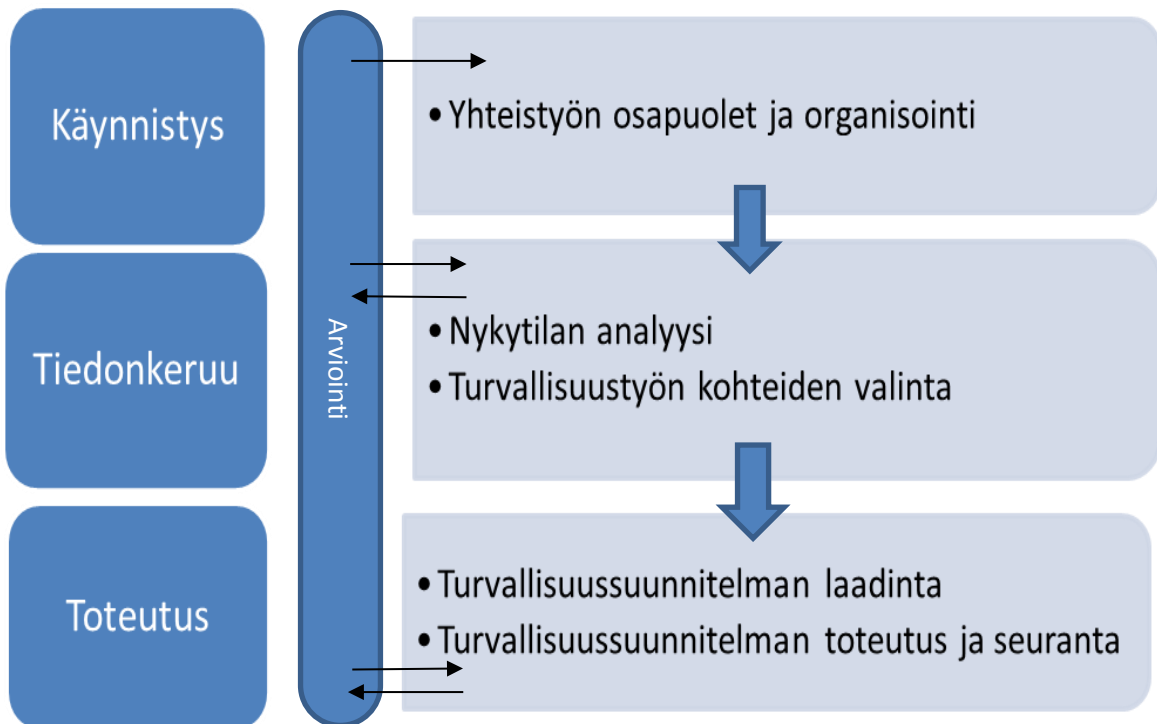 Käynnistys
• Yhteistyön osapuolet ja organisointi
Arviointi
Tiedonkeruu
• Nykytilan analyysi
• Turvallisuustyön kohteiden valinta
Toteutus
• Turvallisuussuunnitelman laadinta
• Turvallisuussuunnitelman toteutus ja seuranta